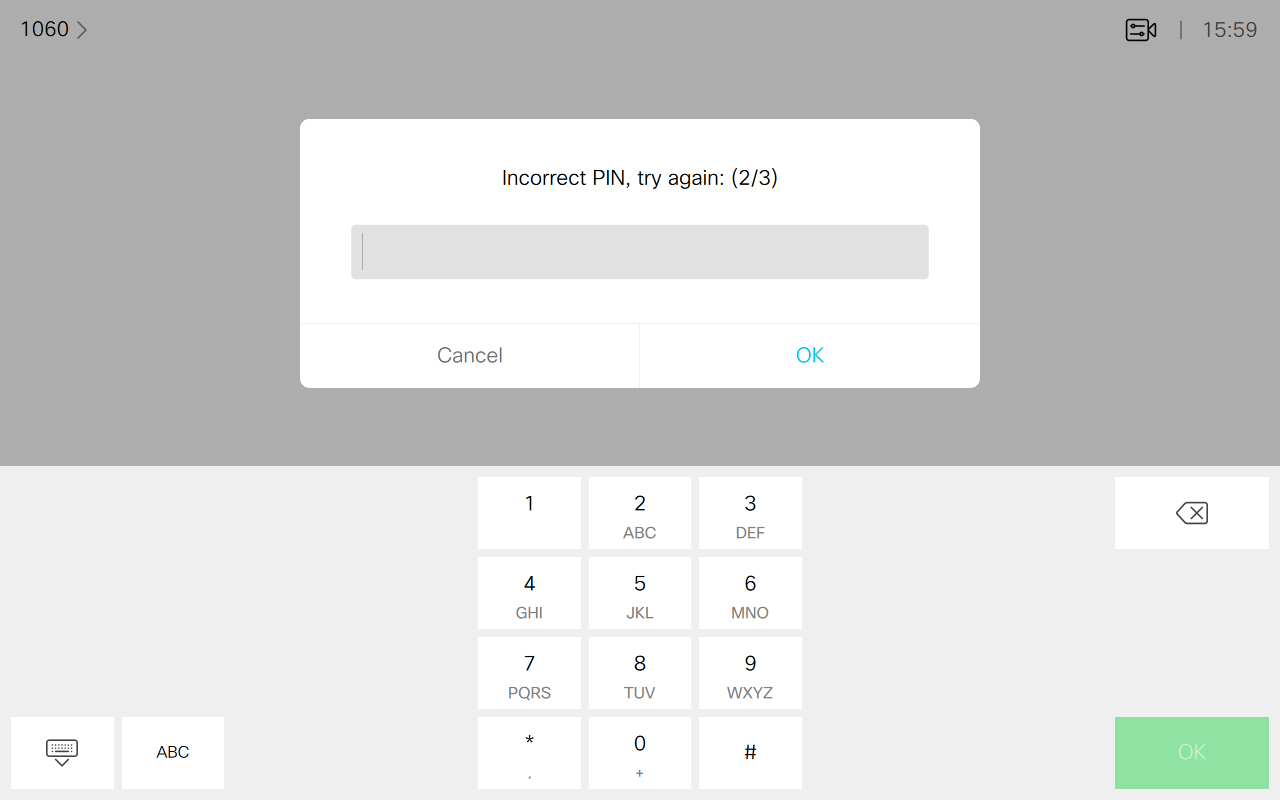 1060
15:59
Incorrect PIN, try again: (2/3)
Cancel
OK
1
2
ABC
3
DEF
4
GHI
5
JKL
6
MNO
7
PQRS
8
TUV
9
WXYZ
ABC
*
.
0
+
#
OK